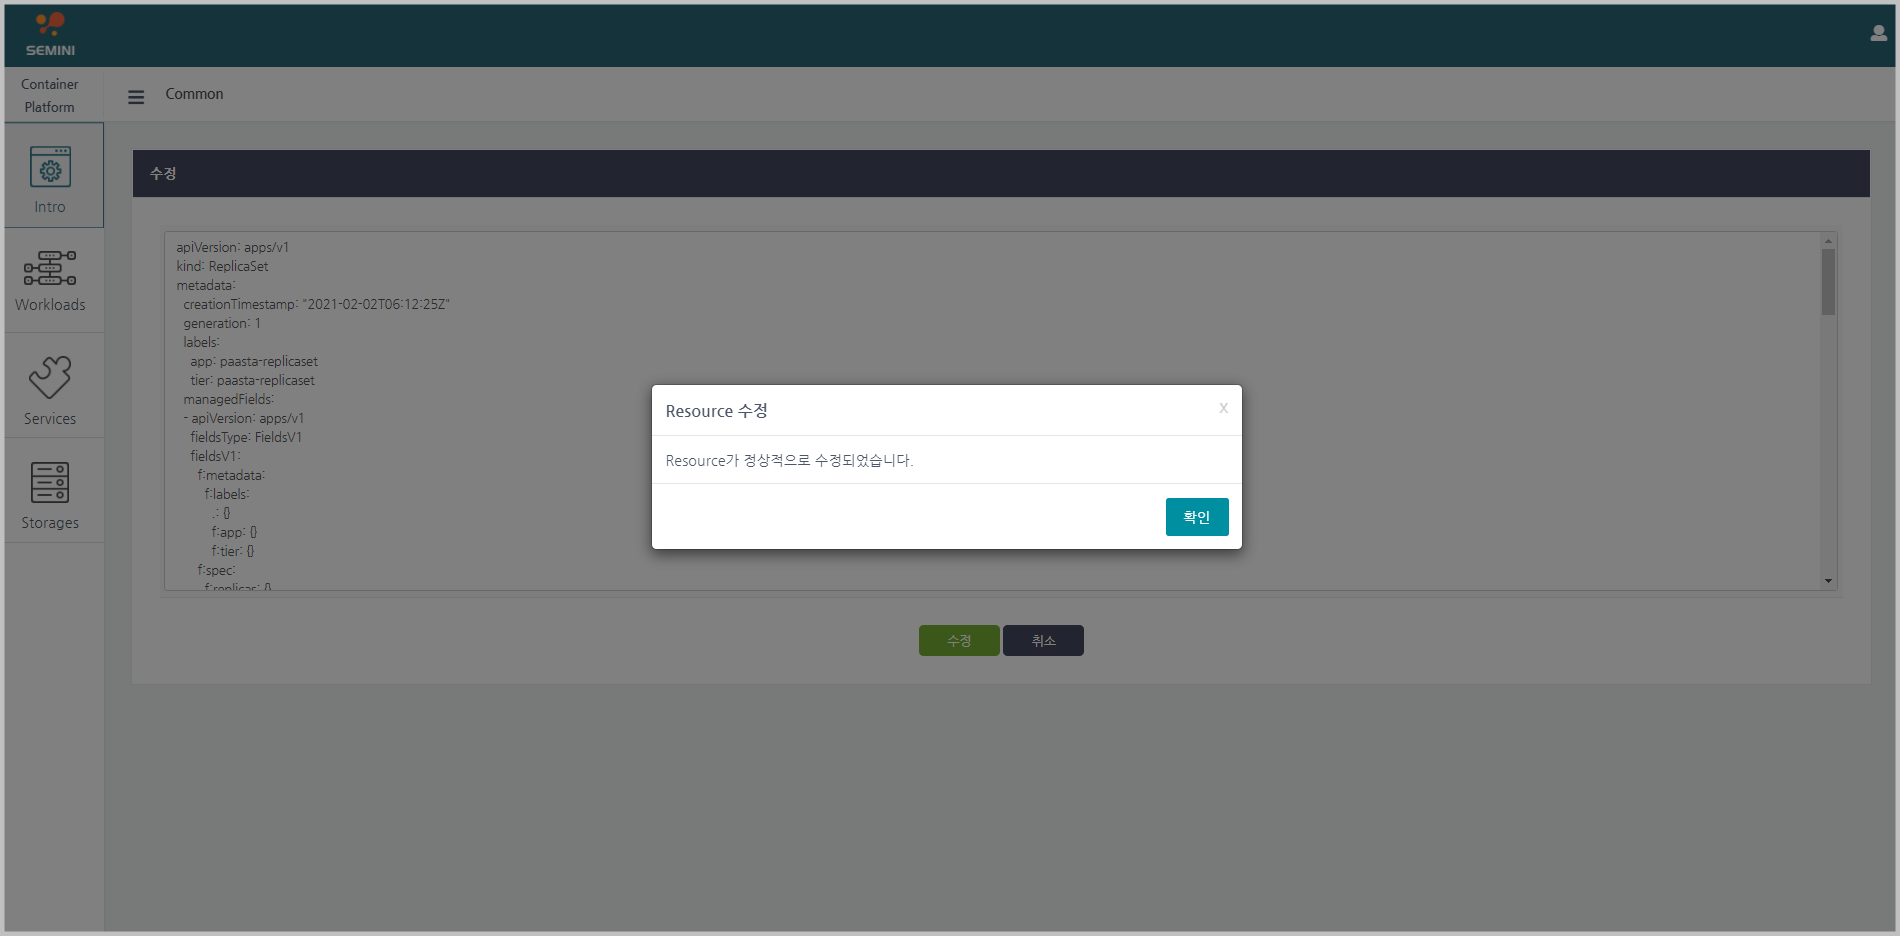 SEMINI
Container
Platform
Common
Intro
Workloads
Services
Storages
수정
apiVersion: apps/v1
kind: ReplicaSet
metadata:
  creationTimestamp: "2021-02-02T06:12:25Z"
  generation: 1
  labels:
    app: paasta-replicaset
    tier: paasta-replicaset
  managedFields:
  - apiVersion: apps/v1
    fieldsType: FieldsV1
    fieldsV1:
      f:metadata:
        f:labels:
          .: {}
          f:app: {}
          f:tier: {}
      f:spec:
        f:replicas: {}
Resource 수정
x
Resource가 정상적으로 수정되었습니다.
확인
수정 취소